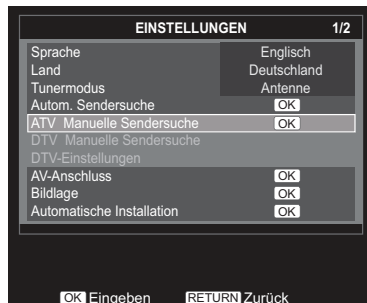 EINSTELLUNGEN 1/2
Sprache Englisch
Land Deutschland
Tunermodus Antenne
Autom. Sendersuche OK
ATV Manuelle Sendersuche OK
DTV Manuelle Sendersuche
DTV-Einstellungen
AV-Anschluss OK
Bildlage OK
Automatische Installation OK
OK Eingeben RETURN Zurück